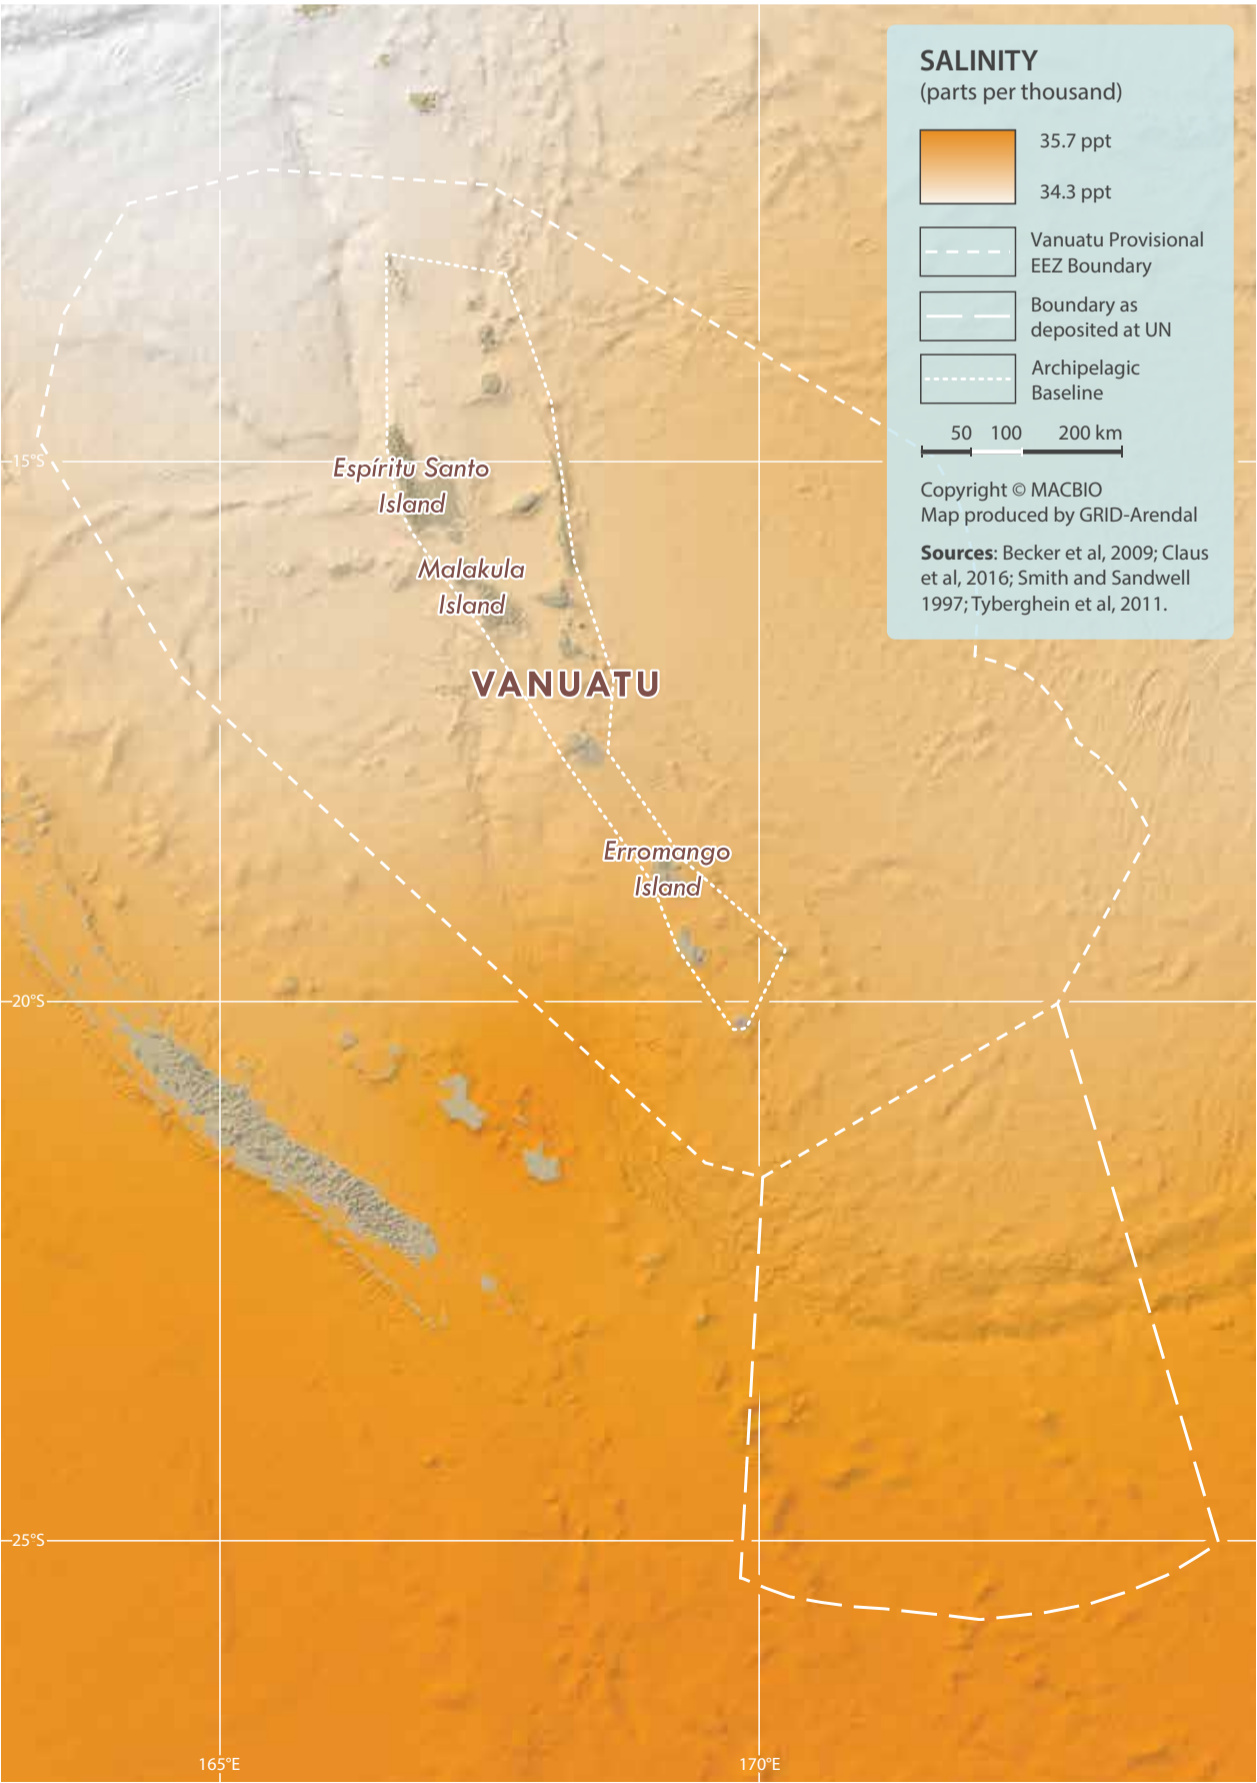 SALINITY
(parts per thousand)
35.7 ppt
34.3 ppt
Vanuatu Provisional
EEZ Boundary
Boundary as
deposited at UN
Archipelagic
Baseline
50 100 200 km
Copyright © MACBIO
Map produced by GRID-Arendal
Sources: Becker et al, 2009; Claus
et al, 2016; Smith and Sandwell
1997; Tyberghein et al, 2011.
15°S
Espíritu Santo
Island
Malakula
Island
VANUATU
Erromango
Island
20°S
25°S
165°E
170°E